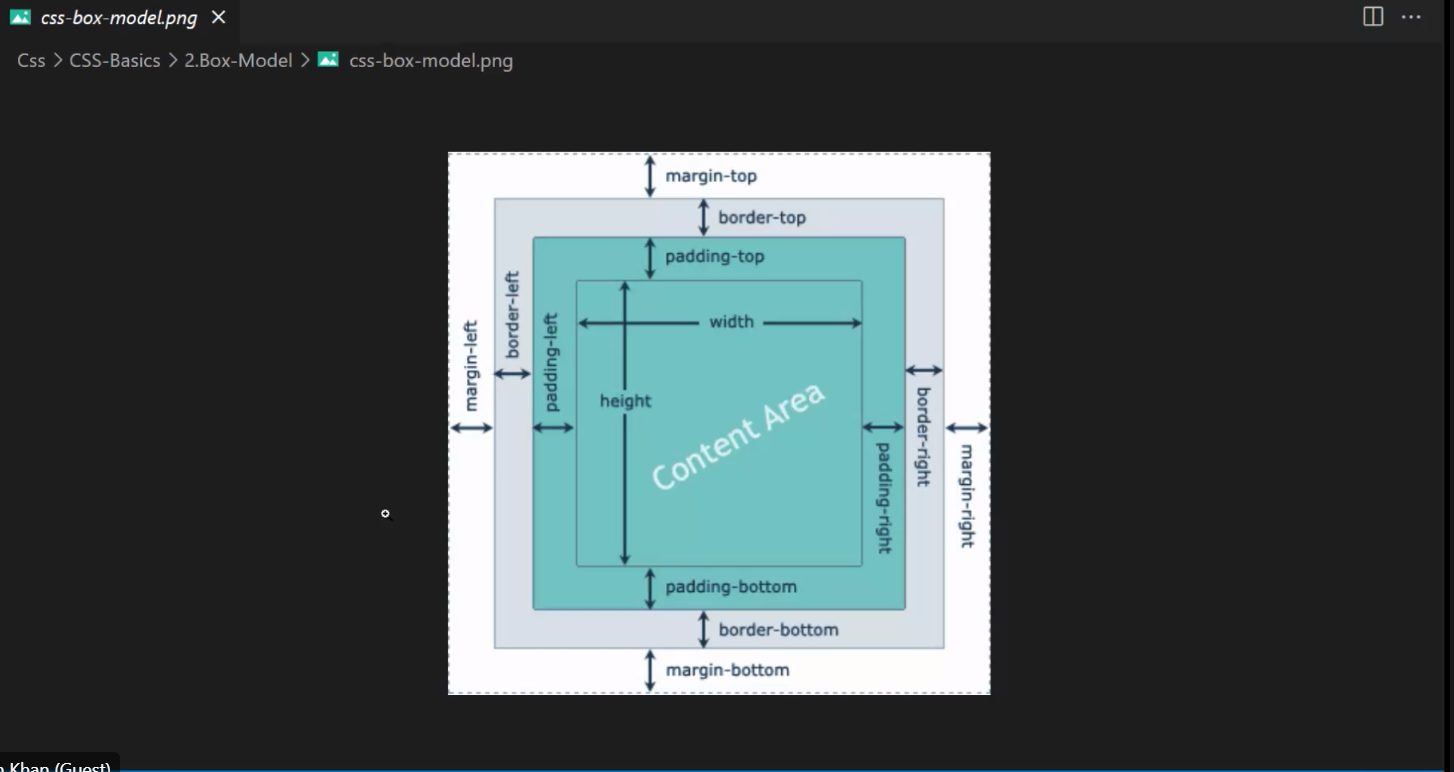 css-box-model.png
Css > CSS-Basics > 2.Box-Model > css-box-model.png
margin-top
border-top
padding-top
margin-left
border-left
padding-left
width
height
Content Area
padding-right
border-right
margin-right
padding-bottom
border-bottom
margin-bottom
Khan (Guest)